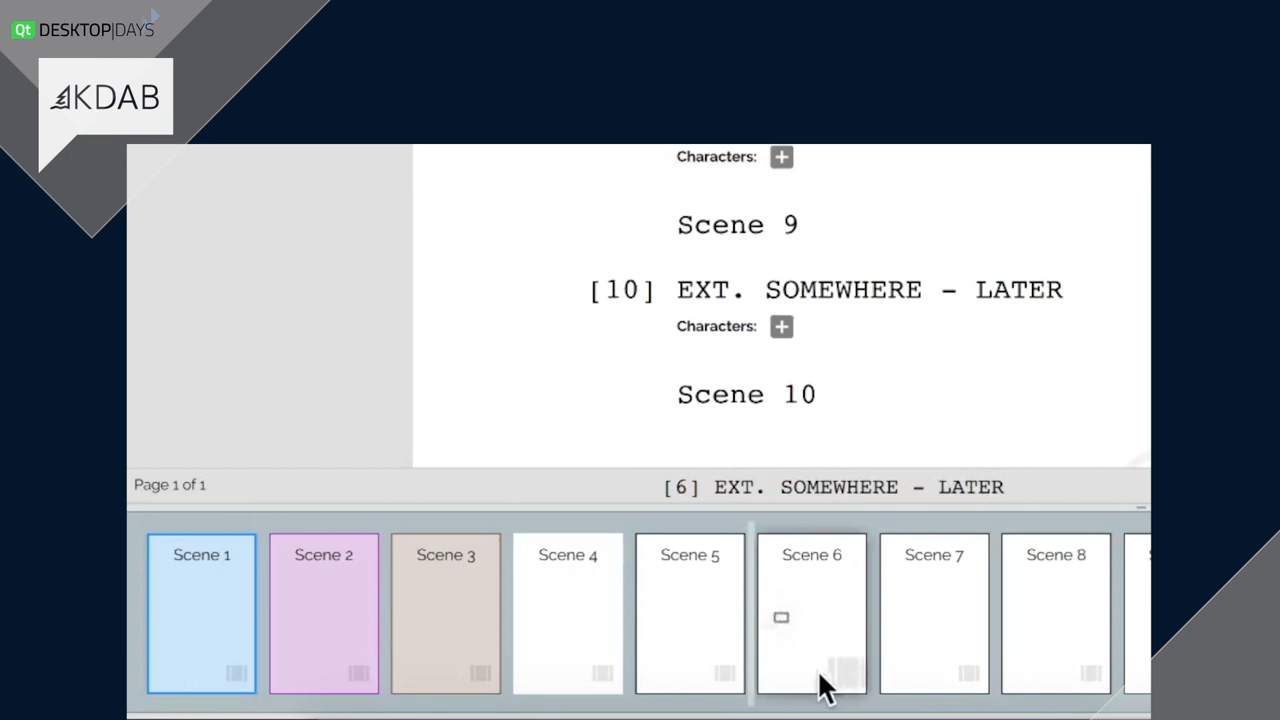 Qt DESKTOP|DAYS
KDAB
Characters:
Scene 9
[10] EXT. SOMEWHERE - LATER
Characters:
Scene 10
Page 1 of 1
[6] EXT. SOMEWHERE - LATER
Scene 1
Scene 2
Scene 3
Scene 4
Scene 5
Scene 6
Scene 7
Scene 8